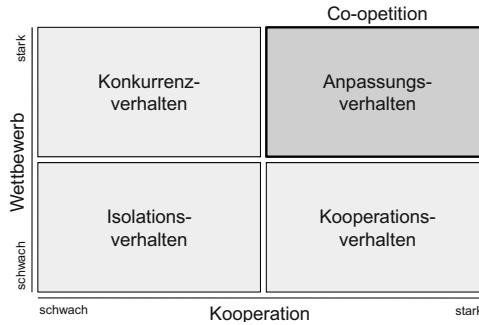 Co-opetition
stark
Wettbewerb
schwach
Konkurrenz-
verhalten
Anpassungs-
verhalten
Isolations-
verhalten
Kooperations-
verhalten
schwach
Kooperation
stark